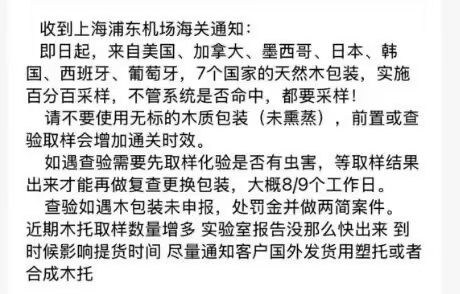 收到上海浦东机场海关通知：
即日起，来自美国、加拿大、墨西哥、日本、韩
国、西班牙、葡萄牙，7个国家的天然木包装，实施
百分百采样，不管系统是否命中，都要采样！
请不要使用无标的木质包装（未熏蒸），前置或查
验取样会增加通关时效。
如遇查验需要先取样化验是否有虫害，等取样结果
出来才能再做复查更换包装，大概8/9个工作日。
查验如遇木包装未申报，处罚金并做两简案件。
近期木托取样数量增多 实验室报告没那么快出来 到
时候影响提货时间 尽量通知客户国外发货用塑托或者
合成木托